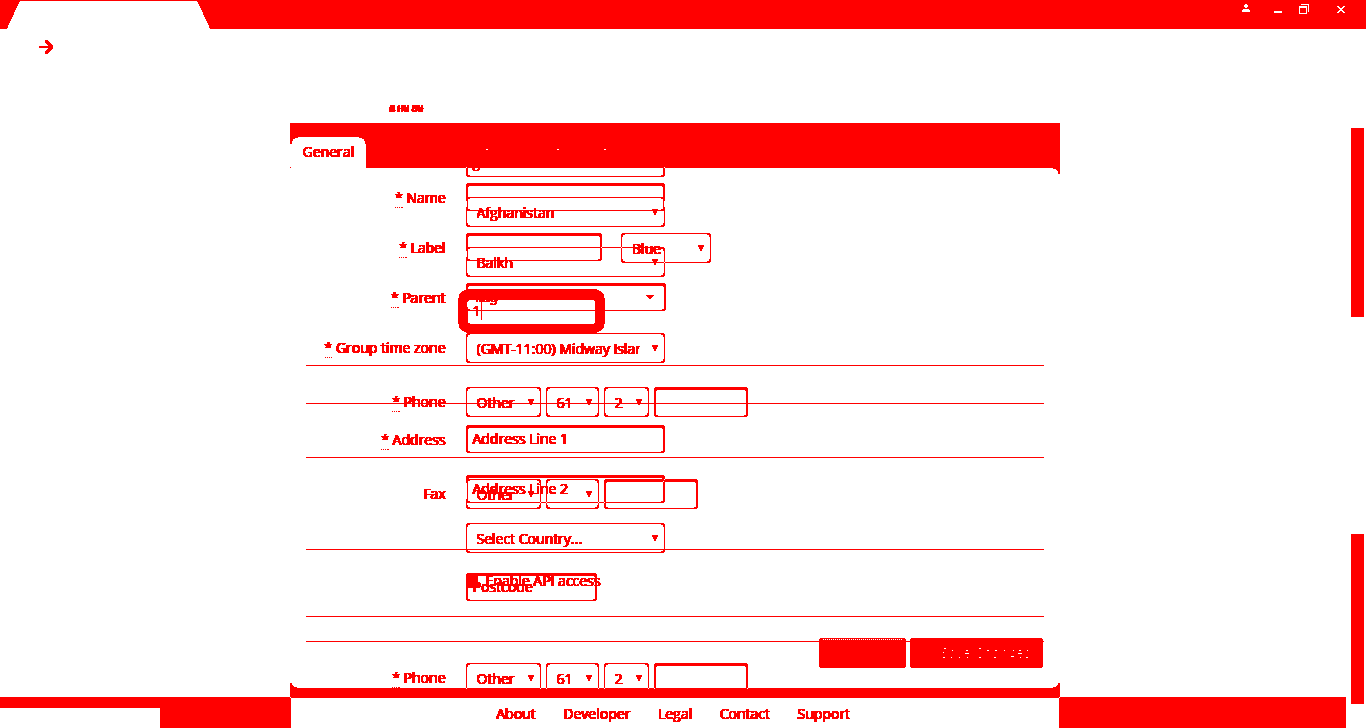 General
* Name
Afghanistan
* Label
Blue
Balkh
* Parent
1
* Group time zone (GMT-11:00) Midway Islar
* Phone Other 61 2
* Address Address Line 1
Address Line 2
Fax Other
Select Country...
Enable API access
Postcode
Save Changes
* Phone Other 61 2
About Developer Legal Contact Support